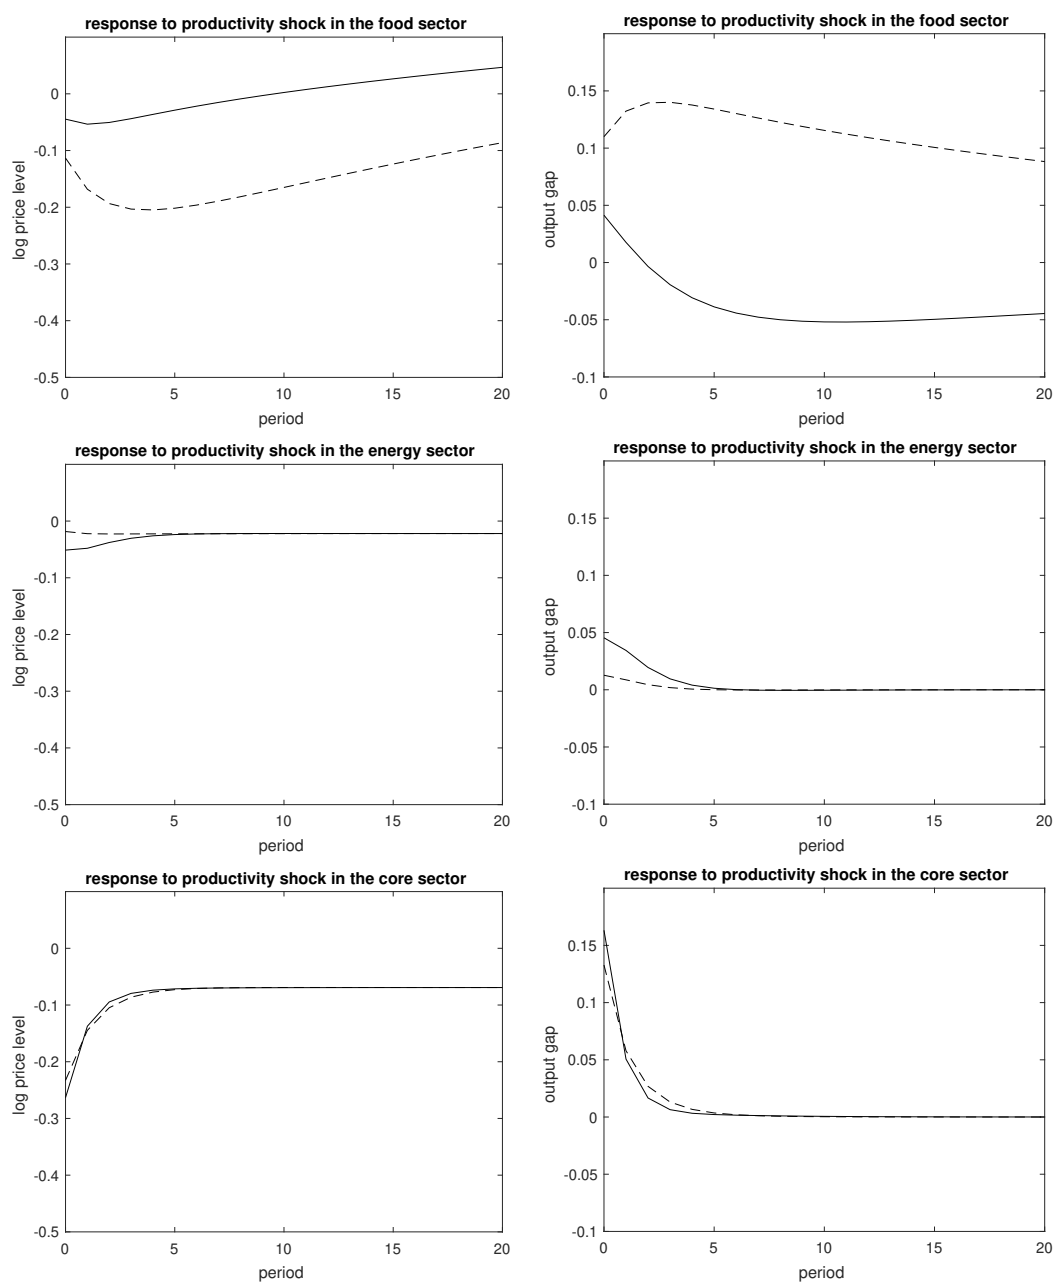 response to productivity shock in the food sector
0
-0.1
-0.2
-0.3
-0.4
-0.5
log price level
0 5 10 15 20
period
response to productivity shock in the food sector
0.15
0.1
0.05
0
-0.05
-0.1
output gap
0 5 10 15 20
period
response to productivity shock in the energy sector
0
-0.1
-0.2
-0.3
-0.4
-0.5
log price level
0 5 10 15 20
period
response to productivity shock in the energy sector
0.15
0.1
0.05
0
-0.05
-0.1
output gap
0 5 10 15 20
period
response to productivity shock in the core sector
0
-0.1
-0.2
-0.3
-0.4
-0.5
log price level
0 5 10 15 20
period
response to productivity shock in the core sector
0.15
0.1
0.05
0
-0.05
-0.1
output gap
0 5 10 15 20
period